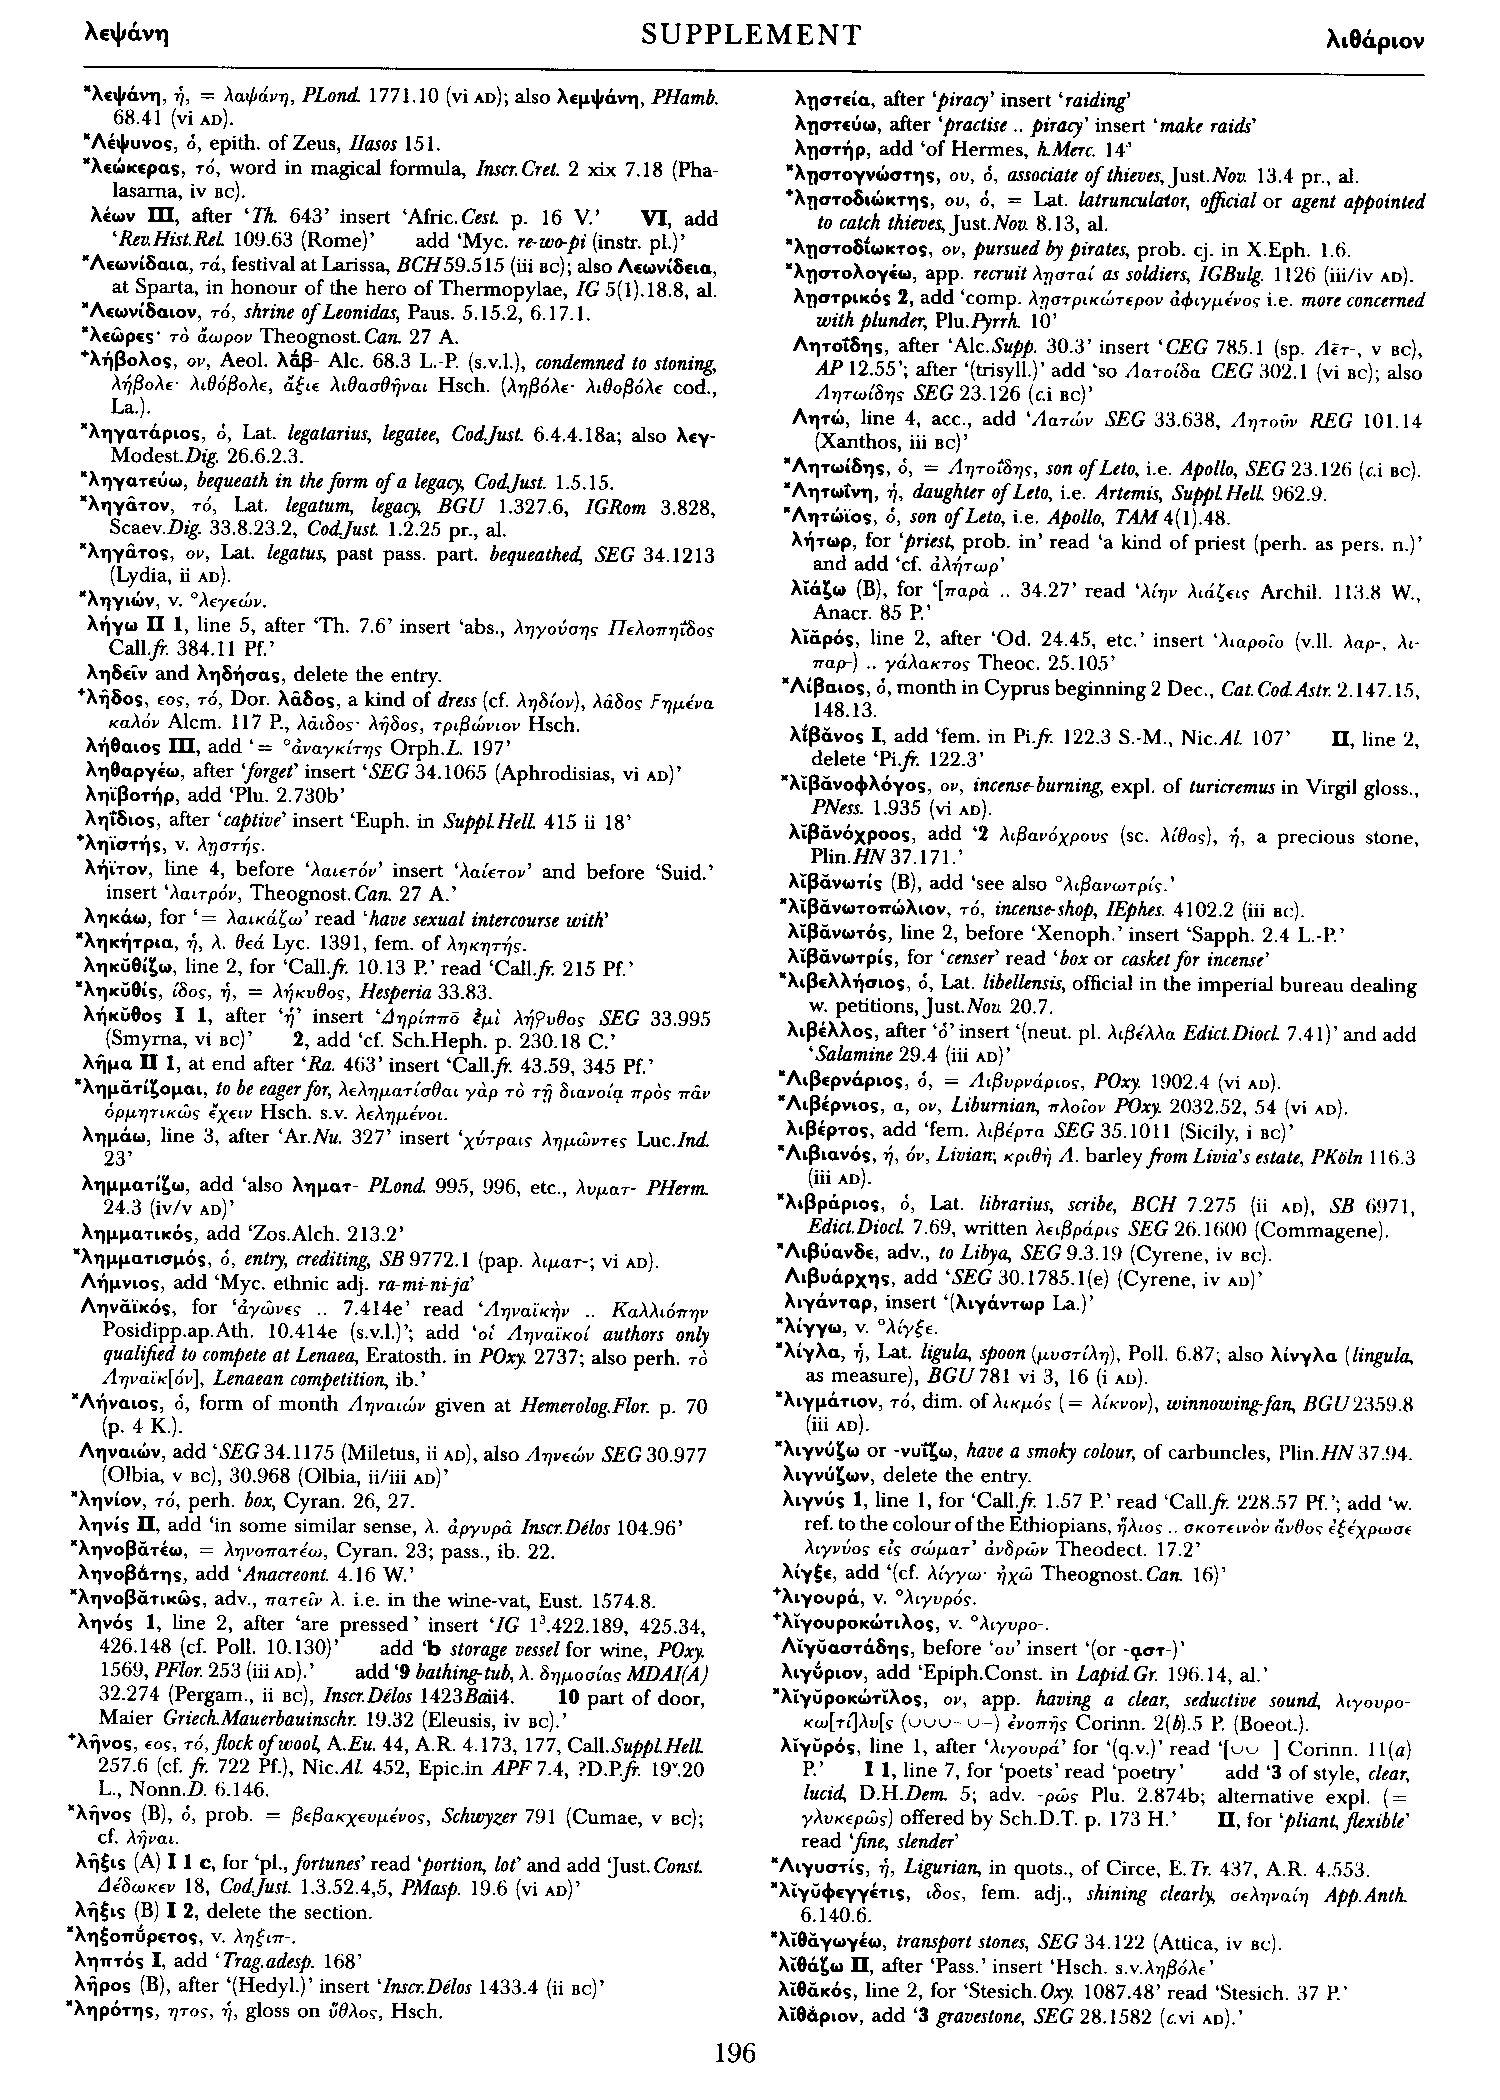 λεψάνη
SUPPLEMENT
λιθάριον
*λεψάνη, ἡ, = λαψάνη, PLond. 1771.10 (vi AD); also λεμψάνη, PHamb.
68.41 (vi AD).
*Λέψυνος, ὁ, epith. of Zeus, IIasos 151.
*λεώκερας, τό, word in magical formula, Inscr.Cret. 2 xix 7.18 (Pha-
lasarna, iv BC).
λέων III, after ‘Th. 643’ insert ‘Afric.Cest. p. 16 V.’ VI, add
‘Rev.Hist.Rel. 109.63 (Rome)’ add ‘Myc. re-wo-pi (instr. pl.)’
*Λεωνίδαια, τά, festival at Larissa, BCH 59.515 (iii BC); also Λεωνίδεια,
at Sparta, in honour of the hero of Thermopylae, IG 5(1).18.8, al.
*Λεωνίδαιον, τό, shrine of Leonidas, Paus. 5.15.2, 6.17.1.
*λεῶρες· τὸ ἄωρον Theognost.Can. 27 A.
⁺λήβολος, ον, Aeol. λᾱβ- Alc. 68.3 L.-P. (s.v.l.), condemned to stoning,
λήβολε· λιθόβολε, ἄξιε λιθασθῆναι Hsch. (ληβόλε· λιθοβόλε cod.,
La.).
*ληγατάριος, ὁ, Lat. legatarius, legatee, Cod.Just. 6.4.4.18a; also λεγ-
Modest.Dig. 26.6.2.3.
*ληγατεύω, bequeath in the form of a legacy, Cod.Just. 1.5.15.
*ληγᾶτον, τό, Lat. legatum, legacy, BGU 1.327.6, IGRom 3.828,
Scaev.Dig. 33.8.23.2, Cod.Just. 1.2.25 pr., al.
*ληγᾶτος, ον, Lat. legatus, past pass. part. bequeathed, SEG 34.1213
(Lydia, ii AD).
*ληγιών, v. °λεγεών.
λήγω II 1, line 5, after ‘Th. 7.6’ insert ‘abs., ληγούσης Πελοπηΐδος
Call.fr. 384.11 Pf.’
ληδεῖν and ληδήσας, delete the entry.
⁺λῆδος, εος, τό, Dor. λᾶδος, a kind of dress (cf. ληδίον), λᾶδος ϝημένα
καλόν Alcm. 117 P., λᾶιδος· λῆδος, τριβώνιον Hsch.
λήθαιος III, add ‘= °ἀναγκίτης Orph.L. 197’
ληθαργέω, after ‘forget’ insert ‘SEG 34.1065 (Aphrodisias, vi AD)’
ληϊβοτήρ, add ‘Plu. 2.730b’
ληΐδιος, after ‘captive’ insert ‘Euph. in Suppl.Hell. 415 ii 18’
⁺ληϊστής, v. λῃστής.
λήϊτον, line 4, before ‘λαιετόν’ insert ‘λαίετον’ and before ‘Suid.’
insert ‘λαιτρόν, Theognost.Can. 27 A.’
ληκάω, for ‘= λαικάζω’ read ‘have sexual intercourse with’
*ληκήτρια, ἡ, λ. θεά Lyc. 1391, fem. of ληκητής.
ληκῠθίζω, line 2, for ‘Call.fr. 10.13 P.’ read ‘Call.fr. 215 Pf.’
*ληκῠθίς, ίδος, ἡ, = λήκυθος, Hesperia 33.83.
λήκῠθος I 1, after ‘ἡ’ insert ‘Δηρίππō ἐμὶ λήϙυθος SEG 33.995
(Smyrna, vi BC)’ 2, add ‘cf. Sch.Heph. p. 230.18 C.’
λῆμα II 1, at end after ‘Ra. 463’ insert ‘Call.fr. 43.59, 345 Pf.’
*λημᾰτίζομαι, to be eager for, λεληματίσθαι γὰρ τὸ τῇ διανοίᾳ πρὸς πᾶν
ὁρμητικῶς ἔχειν Hsch. s.v. λελημένοι.
λημάω, line 3, after ‘Ar.Nu. 327’ insert ‘χύτραις λημῶντες Luc.Ind.
23’
λημματίζω, add ‘also ληματ- PLond. 995, 996, etc., λυματ- PHerm.
24.3 (iv/v AD)’
λημματικός, add ‘Zos.Alch. 213.2’
*λημματισμός, ὁ, entry, crediting, SB 9772.1 (pap. λιματ-; vi AD).
Λήμνιος, add ‘Myc. ethnic adj. ra-mi-ni-ja’
Ληνᾰϊκός, for ‘ἀγῶνες .. 7.414e’ read ‘Ληναϊκὴν .. Καλλιόπην
Posidipp.ap.Ath. 10.414e (s.v.l.)’; add ‘οἱ Ληναϊκοί authors only
qualified to compete at Lenaea, Eratosth. in POxy. 2737; also perh. τὸ
Ληναϊκ[όν], Lenaean competition, ib.’
*Λήναιος, ὁ, form of month Ληναιών given at Hemerolog.Flor. p. 70
(p. 4 K.).
Ληναιών, add ‘SEG 34.1175 (Miletus, ii AD), also Ληνεών SEG 30.977
(Olbia, v BC), 30.968 (Olbia, ii/iii AD)’
*ληνίον, τό, perh. box, Cyran. 26, 27.
ληνίς II, add ‘in some similar sense, λ. ἀργυρᾶ Inscr.Délos 104.96’
*ληνοβᾰτέω, = ληνοπατέω, Cyran. 23; pass., ib. 22.
ληνοβάτης, add ‘Anacreont. 4.16 W.’
*ληνοβᾰτικῶς, adv., πατεῖν λ. i.e. in the wine-vat, Eust. 1574.8.
ληνός 1, line 2, after ‘are pressed’ insert ‘IG 1³.422.189, 425.34,
426.148 (cf. Poll. 10.130)’ add ‘b storage vessel for wine, POxy.
1569, PFlor. 253 (iii AD).’ add ‘9 bathing-tub, λ. δημοσίας MDAI(A)
32.274 (Pergam., ii BC), Inscr.Délos 1423Baii4. 10 part of door,
Maier Griech.Mauerbauinschr. 19.32 (Eleusis, iv BC).’
⁺λῆνος, εος, τό, flock of wool, A.Eu. 44, A.R. 4.173, 177, Call.Suppl.Hell.
257.6 (cf. fr. 722 Pf.), Nic.Al. 452, Epic.in APF 7.4, ?D.P.fr. 19ᵛ.20
L., Nonn.D. 6.146.
*λῆνος (B), ὁ, prob. = βεβακχευμένος, Schwyzer 791 (Cumae, v BC);
cf. λῆναι.
λῆξις (A) I 1 c, for ‘pl., fortunes’ read ‘portion, lot’ and add ‘Just.Const.
Δέδωκεν 18, Cod.Just. 1.3.52.4,5, PMasp. 19.6 (vi AD)’
λῆξις (B) I 2, delete the section.
*ληξοπύρετος, v. ληξιπ-.
ληπτός I, add ‘Trag.adesp. 168’
λῆρος (B), after ‘(Hedyl.)’ insert ‘Inscr.Délos 1433.4 (ii BC)’
*ληρότης, ητος, ἡ, gloss on ὕθλος, Hsch.
λῃστεία, after ‘piracy’ insert ‘raiding’
λῃστεύω, after ‘practise .. piracy’ insert ‘make raids’
λῃστήρ, add ‘of Hermes, h.Merc. 14’
*λῃστογνώστης, ου, ὁ, associate of thieves, Just.Nov. 13.4 pr., al.
⁺λῃστοδιώκτης, ου, ὁ, = Lat. latrunculator, official or agent appointed
to catch thieves, Just.Nov. 8.13, al.
*λῃστοδίωκτος, ον, pursued by pirates, prob. cj. in X.Eph. 1.6.
*λῃστολογέω, app. recruit λῃσταί as soldiers, IGBulg. 1126 (iii/iv AD).
λῃστρικός 2, add ‘comp. λῃστρικώτερον ἀφιγμένος i.e. more concerned
with plunder, Plu.Pyrrh. 10’
Λητοΐδης, after ‘Alc.Supp. 30.3’ insert ‘CEG 785.1 (sp. Λēτ-, v BC),
AP 12.55’; after ‘(trisyll.)’ add ‘so Λατοίδα CEG 302.1 (vi BC); also
Λητωίδης SEG 23.126 (c.i BC)’
Λητώ, line 4, acc., add ‘Λατών SEG 33.638, Λητοῦν REG 101.14
(Xanthos, iii BC)’
*Λητωίδης, ὁ, = Λητοΐδης, son of Leto, i.e. Apollo, SEG 23.126 (c.i BC).
*Λητωΐνη, ἡ, daughter of Leto, i.e. Artemis, Suppl.Hell. 962.9.
*Λητώϊος, ὁ, son of Leto, i.e. Apollo, TAM 4(1).48.
λήτωρ, for ‘priest, prob. in’ read ‘a kind of priest (perh. as pers. n.)’
and add ‘cf. ἀλήτωρ’
λῐάζω (B), for ‘[παρὰ .. 34.27’ read ‘λίην λιάζεις Archil. 113.8 W.,
Anacr. 85 P.’
λῐᾰρός, line 2, after ‘Od. 24.45, etc.’ insert ‘λιαροῖο (v.ll. λαρ-, λι-
παρ-) .. γάλακτος Theoc. 25.105’
*Λίβαιος, ὁ, month in Cyprus beginning 2 Dec., Cat.Cod.Astr. 2.147.15,
148.13.
λίβᾰνος I, add ‘fem. in Pi.fr. 122.3 S.-M., Nic.Al. 107’ II, line 2,
delete ‘Pi.fr. 122.3’
*λῐβᾰνοφλόγος, ον, incense-burning, expl. of turicremus in Virgil gloss.,
PNess. 1.935 (vi AD).
λῐβᾰνόχροος, add ‘2 λιβανόχρους (sc. λίθος), ἡ, a precious stone,
Plin.HN 37.171.’
λῐβᾰνωτίς (B), add ‘see also °λιβανωτρίς.’
*λῐβᾰνωτοπώλιον, τό, incense-shop, IEphes. 4102.2 (iii BC).
λῐβᾰνωτός, line 2, before ‘Xenoph.’ insert ‘Sapph. 2.4 L.-P.’
λῐβᾰνωτρίς, for ‘censer’ read ‘box or casket for incense’
*λιβελλήσιος, ὁ, Lat. libellensis, official in the imperial bureau dealing
w. petitions, Just.Nov. 20.7.
λιβέλλος, after ‘ὁ’ insert ‘(neut. pl. λιβέλλα Edict.Diocl. 7.41)’ and add
‘Salamine 29.4 (iii AD)’
*Λιβερνάριος, ὁ, = Λιβυρνάριος, POxy. 1902.4 (vi AD).
*Λιβέρνιος, α, ον, Liburnian, πλοῖον POxy. 2032.52, 54 (vi AD).
λιβέρτος, add ‘fem. λιβέρτα SEG 35.1011 (Sicily, i BC)’
*Λιβιανός, ή, όν, Livian; κριθὴ Λ. barley from Livia's estate, PKöln 116.3
(iii AD).
*λιβράριος, ὁ, Lat. librarius, scribe, BCH 7.275 (ii AD), SB 6971,
Edict.Diocl. 7.69, written λειβράρις SEG 26.1600 (Commagene).
*Λιβύανδε, adv., to Libya, SEG 9.3.19 (Cyrene, iv BC).
Λιβυάρχης, add ‘SEG 30.1785.1(e) (Cyrene, iv AD)’
λιγάνταρ, insert ‘(λιγάντωρ La.)’
*λίγγω, v. °λίγξε.
*λίγλα, ἡ, Lat. ligula, spoon (μυστίλη), Poll. 6.87; also λίνγλα (lingula,
as measure), BGU 781 vi 3, 16 (i AD).
*λιγμάτιον, τό, dim. of λικμός (= λίκνον), winnowing-fan, BGU 2359.8
(iii AD).
*λιγνύζω or -υΐζω, have a smoky colour, of carbuncles, Plin.HN 37.94.
λιγνύζων, delete the entry.
λιγνύς 1, line 1, for ‘Call.fr. 1.57 P.’ read ‘Call.fr. 228.57 Pf.’; add ‘w.
ref. to the colour of the Ethiopians, ἥλιος .. σκοτεινὸν ἄνθος ἐξέχρωσε
λιγνύος εἰς σώματ’ ἀνδρῶν Theodect. 17.2’
λίγξε, add ‘(cf. λίγγω· ἠχῶ Theognost.Can. 16)’
⁺λιγουρά, v. °λιγυρός.
⁺λῐγουροκώτιλος, v. °λιγυρο-.
Λῐγῠαστάδης, before ‘ου’ insert ‘(or -ᾳστ-)’
λιγύριον, add ‘Epiph.Const. in Lapid.Gr. 196.14, al.’
*λῐγῠροκώτῐλος, ον, app. having a clear, seductive sound, λιγουρο-
κω[τί]λυ[ς (⏑⏑⏑–⏑–) ἐνοπῆς Corinn. 2(b).5 P. (Boeot.).
λῐγῠρός, line 1, after ‘λιγουρά’ for ‘(q.v.)’ read ‘[⏑⏑ ] Corinn. 11(a)
P.’ I 1, line 7, for ‘poets’ read ‘poetry’ add ‘3 of style, clear,
lucid, D.H.Dem. 5; adv. -ρῶς Plu. 2.874b; alternative expl. (=
γλυκερῶς) offered by Sch.D.T. p. 173 H.’ II, for ‘pliant, flexible’
read ‘fine, slender’
*Λιγυστίς, ἡ, Ligurian, in quots., of Circe, E.Tr. 437, A.R. 4.553.
*λῐγῠφεγγέτις, ιδος, fem. adj., shining clearly, σεληναίη App.Anth.
6.140.6.
*λῐθᾰγωγέω, transport stones, SEG 34.122 (Attica, iv BC).
λῐθάζω II, after ‘Pass.’ insert ‘Hsch. s.v.ληβόλε’
λῐθᾰκός, line 2, for ‘Stesich.Oxy. 1087.48’ read ‘Stesich. 37 P.’
λῐθάριον, add ‘3 gravestone, SEG 28.1582 (c.vi AD).’
196